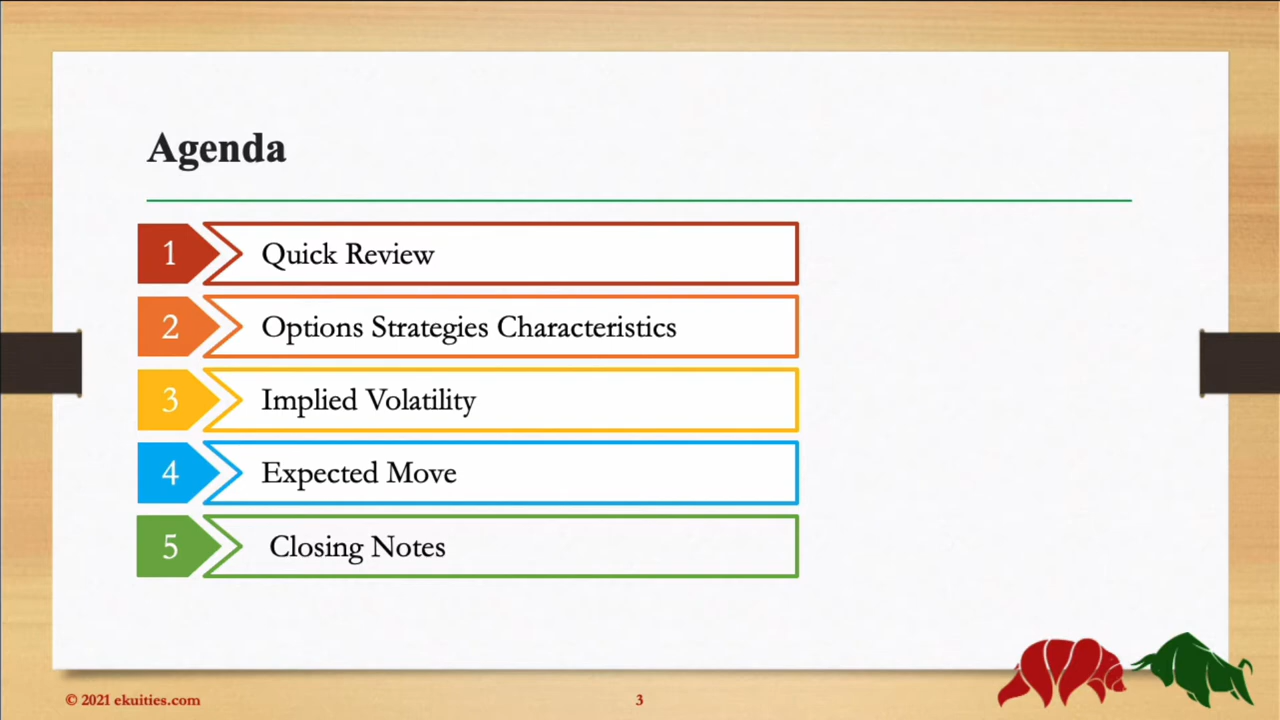 Agenda
1 Quick Review
2 Options Strategies Characteristics
3 Implied Volatility
4 Expected Move
5 Closing Notes
© 2021 ekuities.com
3